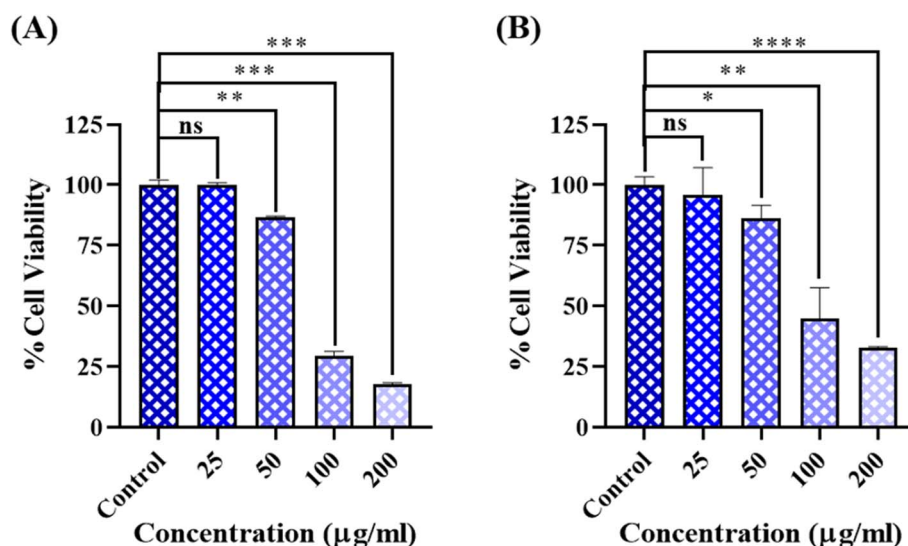 (A)
***
***
**
ns
125
100
75
50
25
0
% Cell Viability
Control
25
50
100
200
Concentration (µg/ml)
(B)
****
**
*
ns
125
100
75
50
25
0
% Cell Viability
Control
25
50
100
200
Concentration (µg/ml)